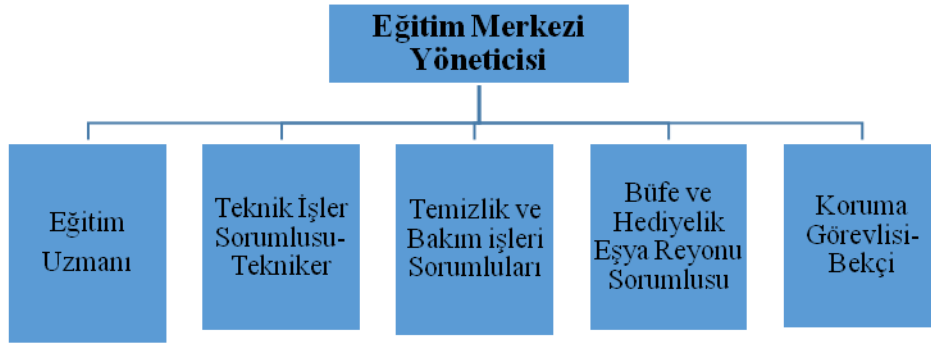 Eğitim Merkezi
Yöneticisi
Eğitim
Uzmanı
Teknik İşler
Sorumlusu-
Tekniker
Temizlik ve
Bakım işleri
Sorumluları
Büfe ve
Hediyelik
Eşya Reyonu
Sorumlusu
Koruma
Görevlisi-
Bekçi